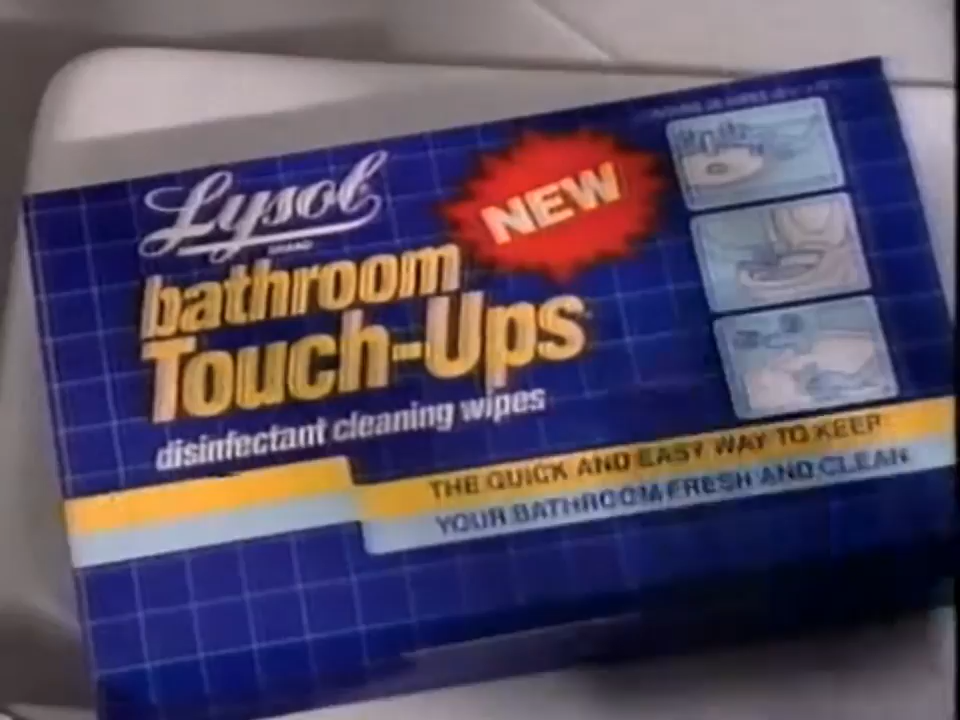 Lysol
BRAND
NEW
bathroom
Touch-Ups
disinfectant cleaning wipes
THE QUICK AND EASY WAY TO KEEP
YOUR BATHROOM FRESH AND CLEAN